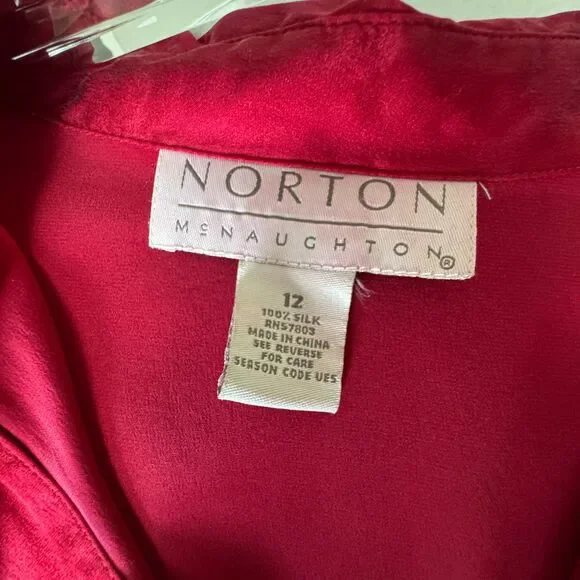 NORTON
McNAUGHTON®
12
100% SILK
RN57803
MADE IN CHINA
SEE REVERSE
FOR CARE
SEASON CODE UES